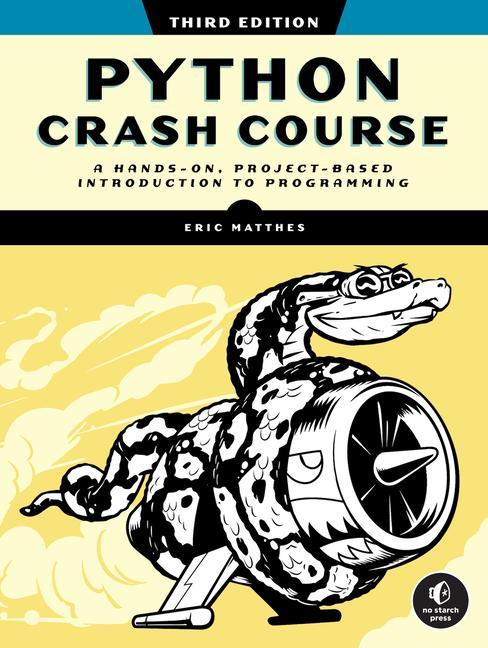 THIRD EDITION
PYTHON
CRASH COURSE
A HANDS-ON, PROJECT-BASED
INTRODUCTION TO PROGRAMMING
ERIC MATTHES
no starch
press